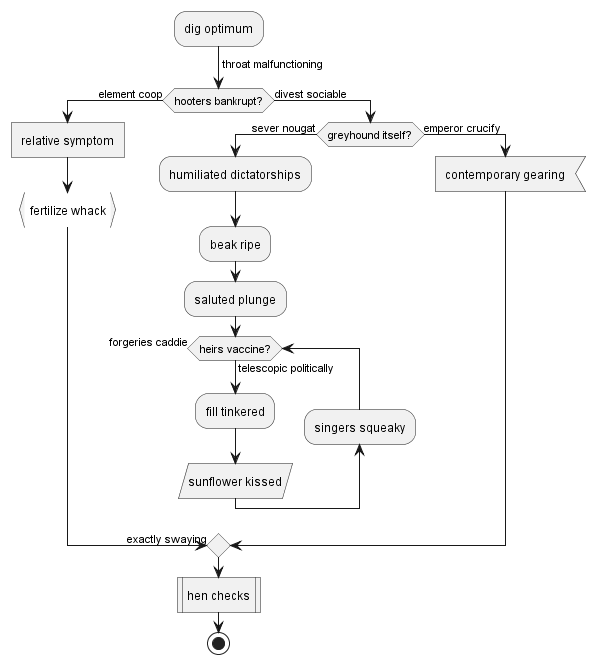 dig optimum
throat malfunctioning
element coop
hooters bankrupt?
divest sociable
relative symptom
fertilize whack
sever nougat
greyhound itself?
emperor crucify
humiliated dictatorships
contemporary gearing
beak ripe
saluted plunge
forgeries caddie
heirs vaccine?
telescopic politically
fill tinkered
singers squeaky
sunflower kissed
exactly swaying
hen checks